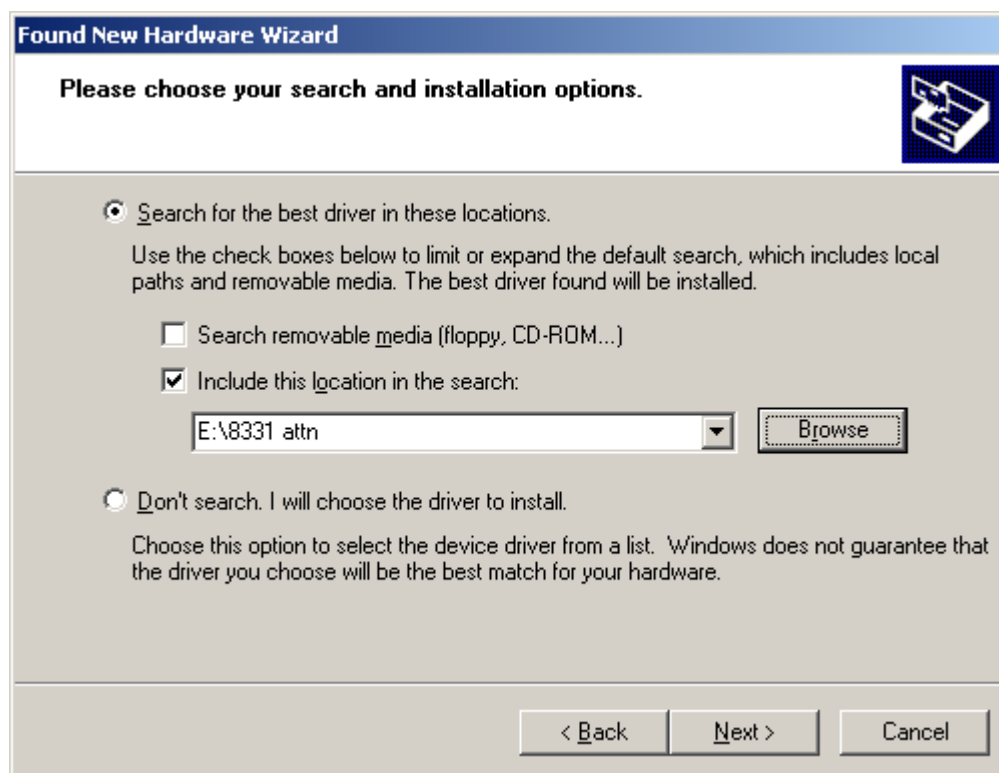 Found New Hardware Wizard
Please choose your search and installation options.
Search for the best driver in these locations.
Use the check boxes below to limit or expand the default search, which includes local
paths and removable media. The best driver found will be installed.
Search removable media (floppy, CD-ROM...)
Include this location in the search:
E:\8331 attn
Browse
Don't search. I will choose the driver to install.
Choose this option to select the device driver from a list. Windows does not guarantee that
the driver you choose will be the best match for your hardware.
< Back
Next >
Cancel